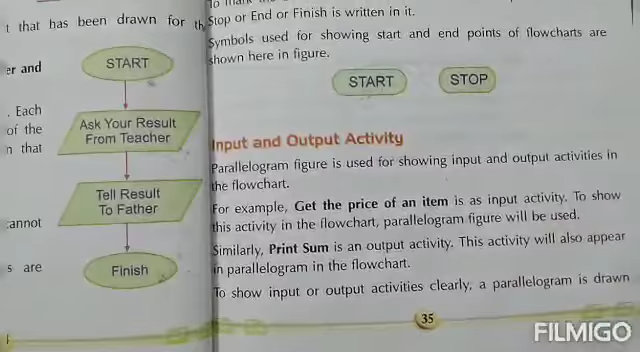 t that has been drawn for th
er and
. Each
of the
n that
cannot
s are
START
Ask Your Result
From Teacher
Tell Result
To Father
Finish
Stop or End or Finish is written in it.
Symbols used for showing start and end points of flowcharts are
shown here in figure.
START
STOP
Input and Output Activity
Parallelogram figure is used for showing input and output activities in
the flowchart.
For example, Get the price of an item is as input activity. To show
this activity in the flowchart, parallelogram figure will be used.
Similarly, Print Sum is an output activity. This activity will also appear
in parallelogram in the flowchart.
To show input or output activities clearly, a parallelogram is drawn
35
FILMIGO